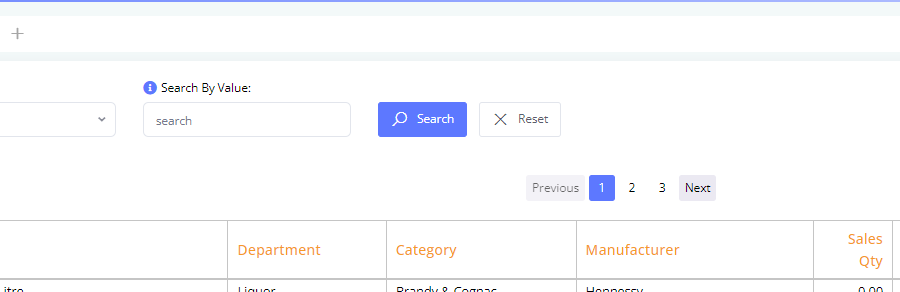 Search By Value:
search
Search
Reset
Previous 1 2 3 Next
Department Category Manufacturer Sales Qty
itre Liquor Brandy & Cognac Hennessy 0.00